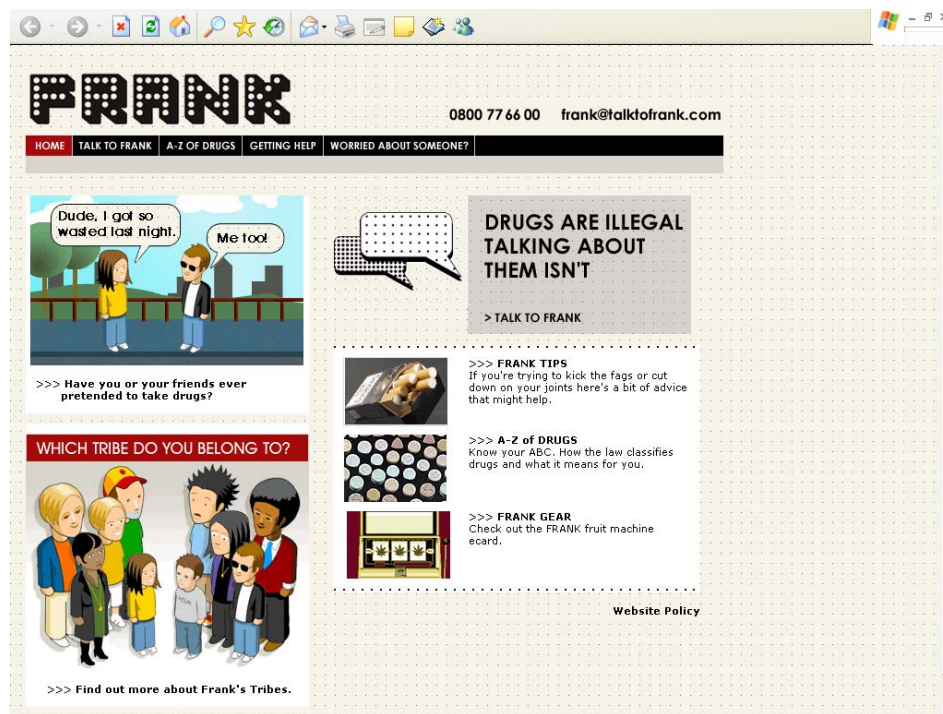 FRANK
0800 77 66 00 frank@talktofrank.com
HOME TALK TO FRANK A-Z OF DRUGS GETTING HELP WORRIED ABOUT SOMEONE?
Dude, I got so
wasted last night.
Me too!
>>> Have you or your friends ever
pretended to take drugs?
WHICH TRIBE DO YOU BELONG TO?
>>> Find out more about Frank's Tribes.
DRUGS ARE ILLEGAL
TALKING ABOUT
THEM ISN'T
> TALK TO FRANK
>>> FRANK TIPS
If you're trying to kick the fags or cut
down on your joints here's a bit of advice
that might help.
>>> A-Z of DRUGS
Know your ABC. How the law classifies
drugs and what it means for you.
>>> FRANK GEAR
Check out the FRANK fruit machine
ecard.
Website Policy